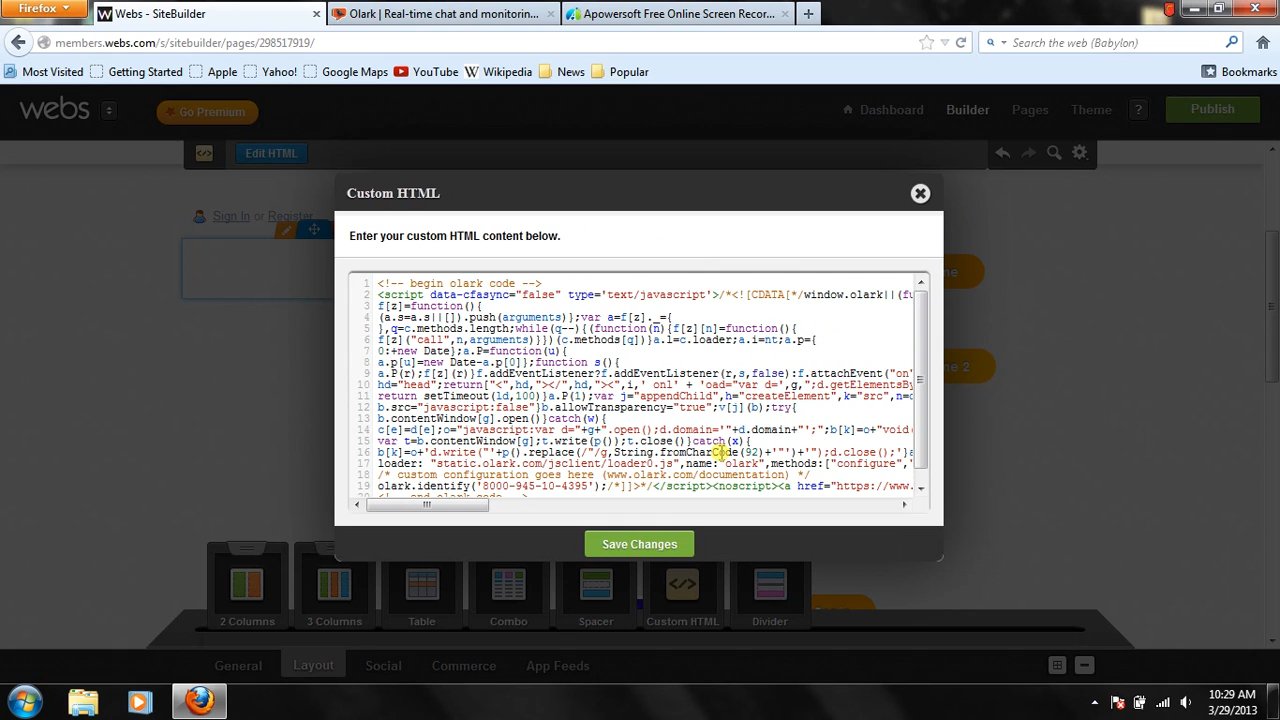 Firefox
Webs - SiteBuilder
Olark | Real-time chat and monitorin...
Apowersoft Free Online Screen Recor...
members.webs.com/s/sitebuilder/pages/298517919/
Search the web (Babylon)
Most Visited
Getting Started
Apple
Yahoo!
Google Maps
YouTube
Wikipedia
News
Popular
Bookmarks
webs
Go Premium
Dashboard
Builder
Pages
Theme
?
Publish
Edit HTML
Custom HTML
Sign In or Register
Enter your custom HTML content below.
1 <!-- begin olark code -->
2 <script data-cfasync="false" type='text/javascript'>/*<![CDATA[*/window.olark||(fu
3 f[z]=function(){
4 (a.s=a.s||[]).push(arguments)};var a=f[z]._={
5 },q=c.methods.length;while(q--){(function(n){f[z][n]=function(){
6 f[z]("call",n,arguments)}})(c.methods[q])}a.l=c.loader;a.i=nt;a.p={
7 0:+new Date};a.P=function(u){
8 a.p[u]=new Date-a.p[0]};function s(){
9 a.P(r);f[z](r)}f.addEventListener?f.addEventListener(r,s,false):f.attachEvent("on"
10 hd="head";return["<",hd,"></",hd,"><",i,' onl' + 'oad="var d=',g,";d.getElementsBy
11 return setTimeout(ld,100)}a.P(1);var j="appendChild",h="createElement",k="src",n=c
12 b.src="javascript:false"}b.allowTransparency="true";v[j](b);try{
13 b.contentWindow[g].open()}catch(w){
14 c[e]=d[e];o="javascript:var d="+g+".open();d.domain='"+d.domain+"';";b[k]=o+"void(
15 var t=b.contentWindow[g];t.write(p());t.close()}catch(x){
16 b[k]=o+'d.write("'+p().replace(/"/g,String.fromCharCode(92)+'"')+'");d.close();'}a
17 loader: "static.olark.com/jsclient/loader0.js",name:"olark",methods:["configure","
18 /* custom configuration goes here (www.olark.com/documentation) */
19 olark.identify('8000-945-10-4395');/*]]>*/</script><noscript><a href="https://www.
20 <!-- end olark code -->
Save Changes
me
e 2
2 Columns
3 Columns
Table
Combo
Spacer
Custom HTML
Divider
General
Layout
Social
Commerce
App Feeds
10:29 AM
3/29/2013